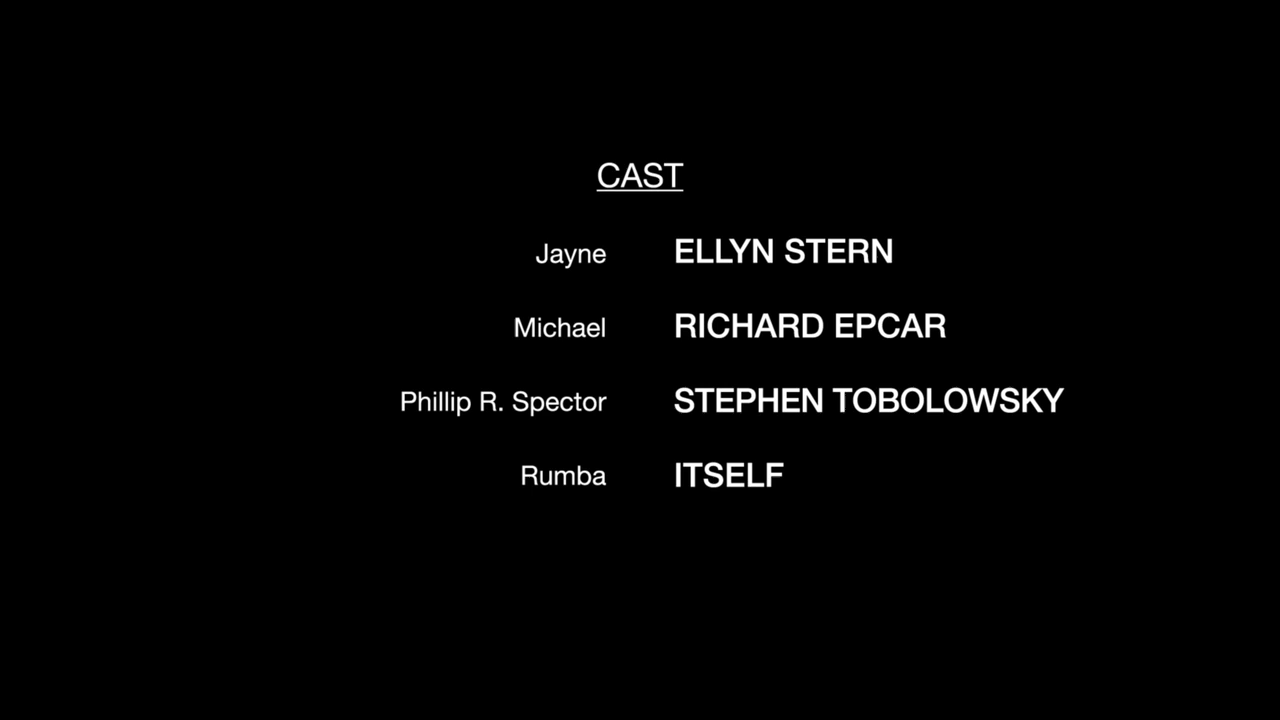 CAST
Jayne ELLYN STERN
Michael RICHARD EPCAR
Phillip R. Spector STEPHEN TOBOLOWSKY
Rumba ITSELF